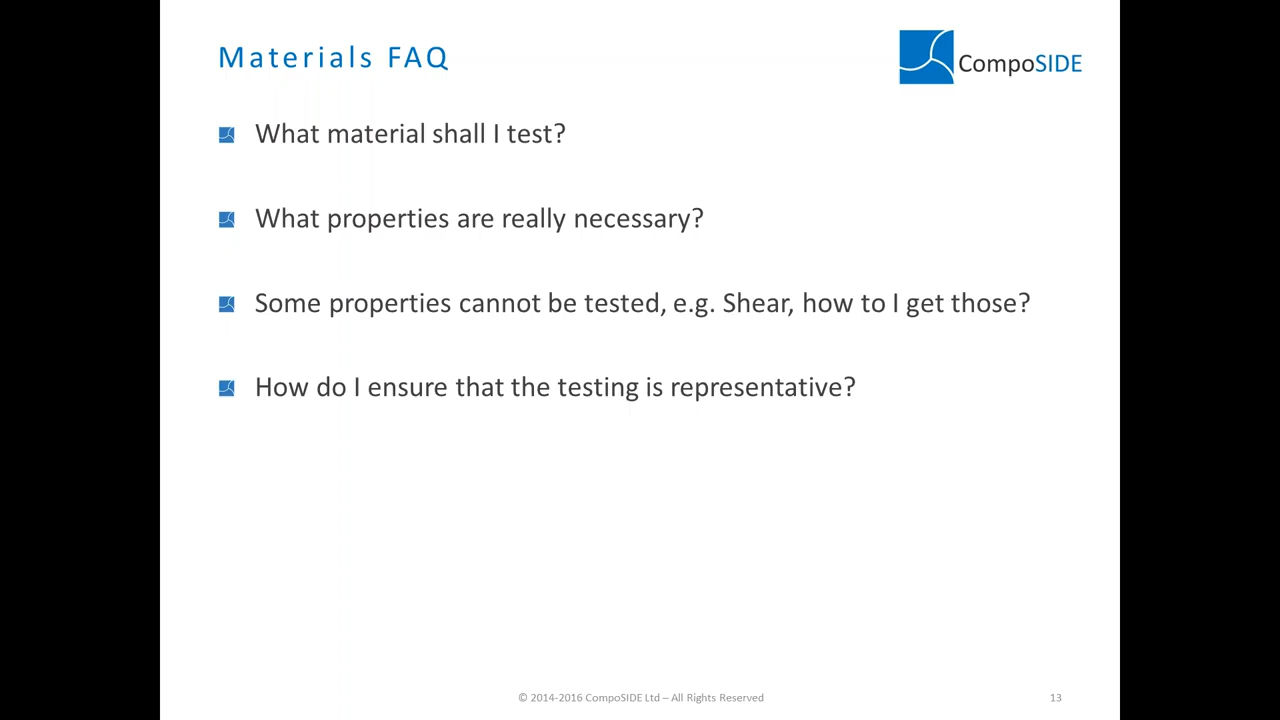 Materials FAQ
CompoSIDE
What material shall I test?
What properties are really necessary?
Some properties cannot be tested, e.g. Shear, how to I get those?
How do I ensure that the testing is representative?
© 2014-2016 CompoSIDE Ltd – All Rights Reserved
13